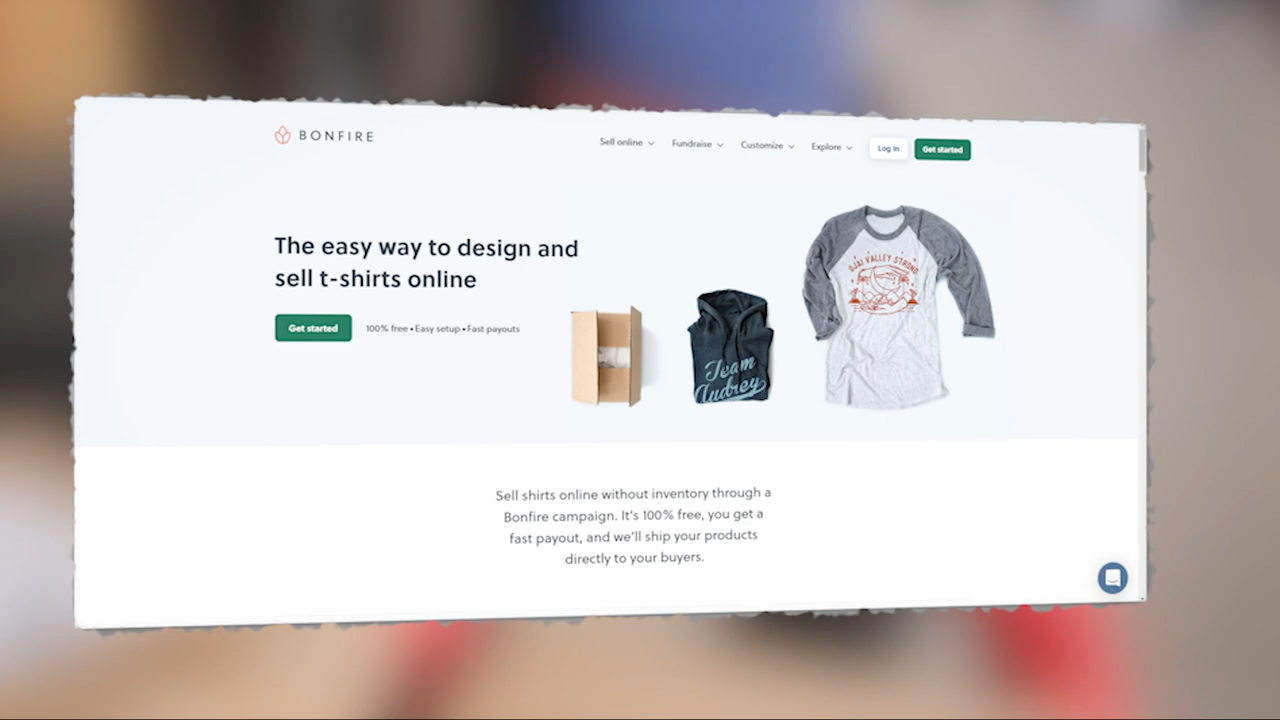 BONFIRE
Sell online
Fundraise
Customize
Explore
Log In
Get started
The easy way to design and
sell t-shirts online
Get started
100% free • Easy setup • Fast payouts
OJAI VALLEY STRONG
Team
Audrey
Sell shirts online without inventory through a
Bonfire campaign. It's 100% free, you get a
fast payout, and we'll ship your products
directly to your buyers.